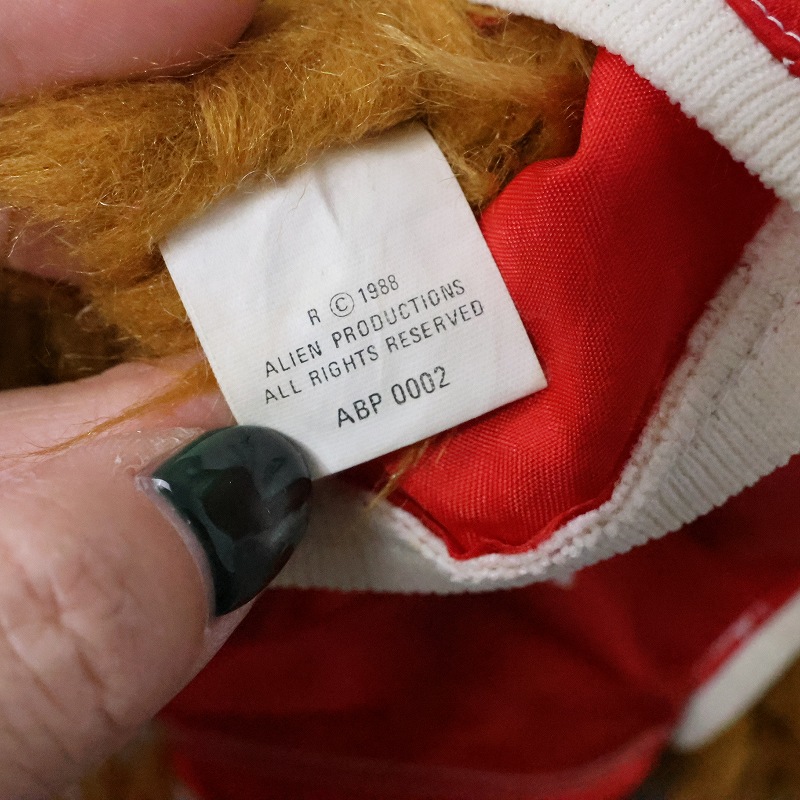 R © 1988
ALIEN PRODUCTIONS
ALL RIGHTS RESERVED
ABP 0002